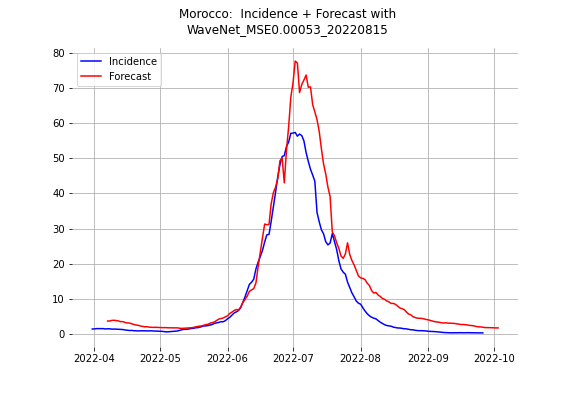 Morocco:  Incidence + Forecast with
WaveNet_MSE0.00053_20220815
Incidence
Forecast
80
70
60
50
40
30
20
10
0
2022-04 2022-05 2022-06 2022-07 2022-08 2022-09 2022-10